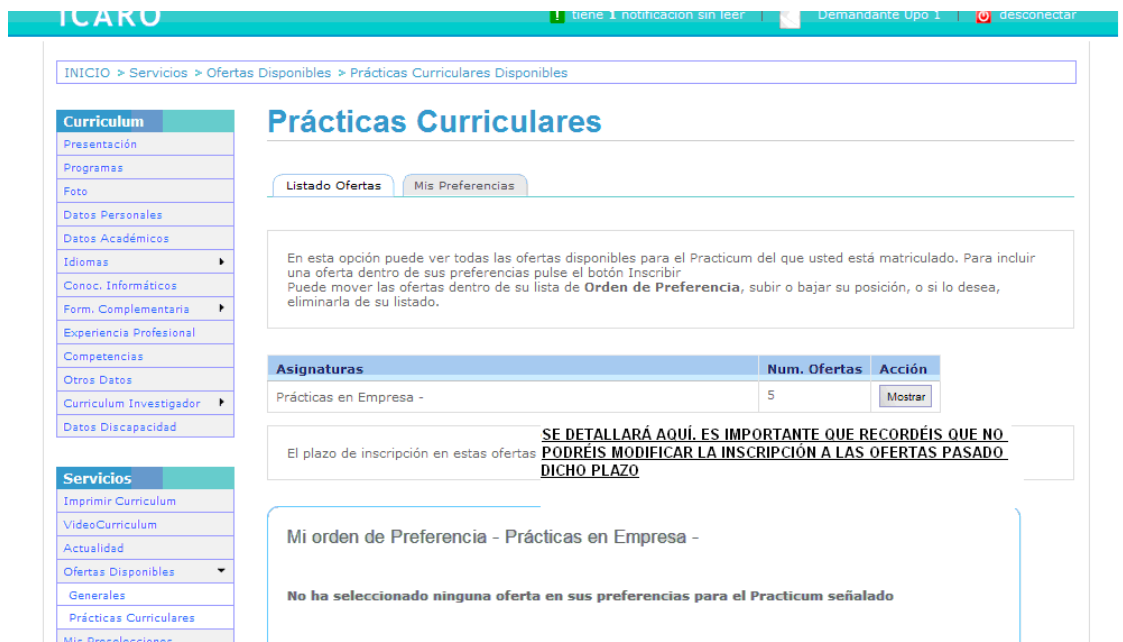 ICARO
tiene 1 notificación sin leer
Demandante Upo 1
desconectar
INICIO > Servicios > Ofertas Disponibles > Prácticas Curriculares Disponibles
Curriculum
Presentación
Programas
Foto
Datos Personales
Datos Académicos
Idiomas
Conoc. Informáticos
Form. Complementaria
Experiencia Profesional
Competencias
Otros Datos
Curriculum Investigador
Datos Discapacidad
Servicios
Imprimir Curriculum
VideoCurriculum
Actualidad
Ofertas Disponibles
Generales
Prácticas Curriculares
Mis Preselecciones
Prácticas Curriculares
Listado Ofertas
Mis Preferencias
En esta opción puede ver todas las ofertas disponibles para el Practicum del que usted está matriculado. Para incluir
una oferta dentro de sus preferencias pulse el botón Inscribir
Puede mover las ofertas dentro de su lista de Orden de Preferencia, subir o bajar su posición, o si lo desea,
eliminarla de su listado.
Asignaturas Num. Ofertas Acción
Prácticas en Empresa - 5 Mostrar
El plazo de inscripción en estas ofertas
SE DETALLARÁ AQUÍ. ES IMPORTANTE QUE RECORDÉIS QUE NO
PODRÉIS MODIFICAR LA INSCRIPCIÓN A LAS OFERTAS PASADO
DICHO PLAZO
Mi orden de Preferencia - Prácticas en Empresa -
No ha seleccionado ninguna oferta en sus preferencias para el Practicum señalado